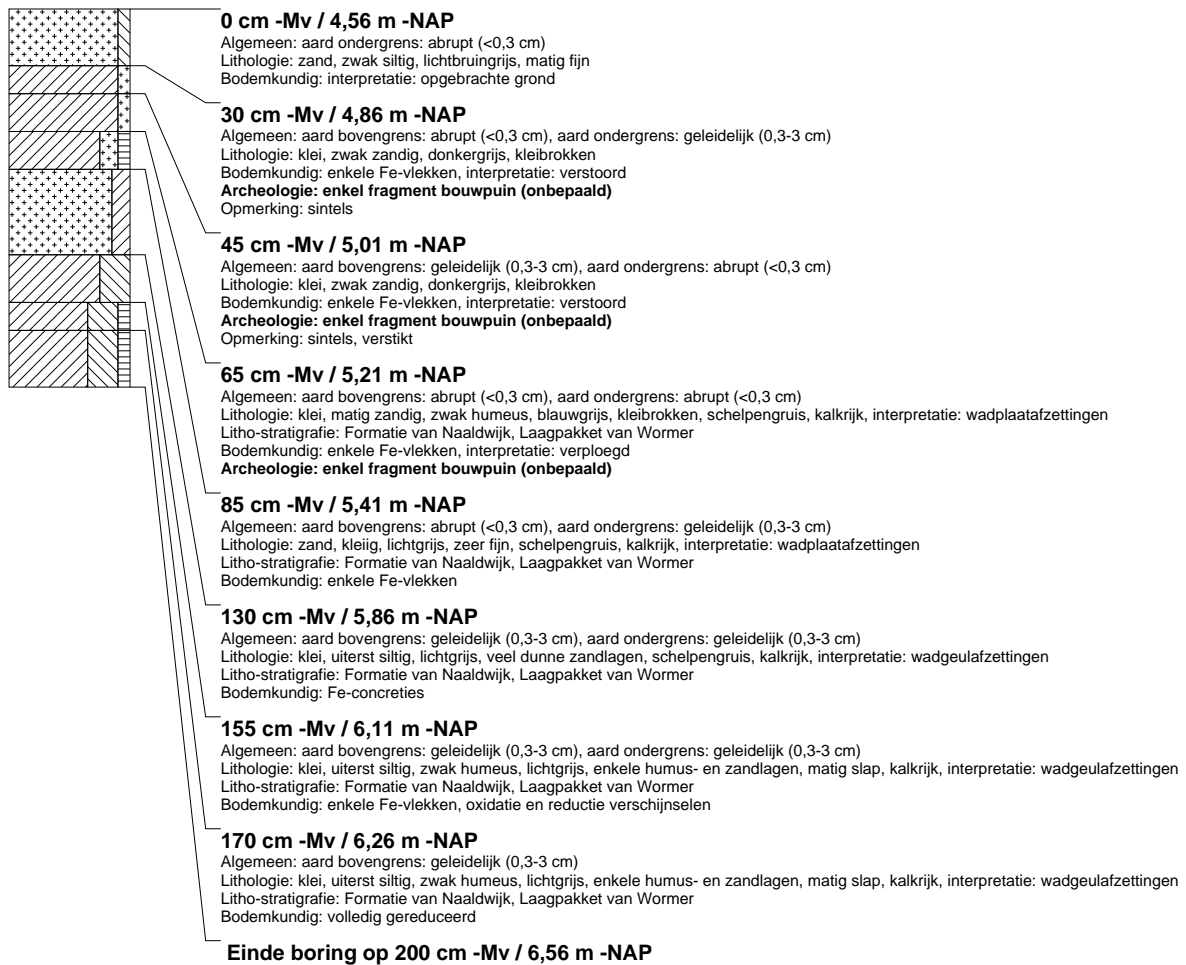 0 cm -Mv / 4,56 m -NAP
Algemeen: aard ondergrens: abrupt (<0,3 cm)
Lithologie: zand, zwak siltig, lichtbruingrijs, matig fijn
Bodemkundig: interpretatie: opgebrachte grond
30 cm -Mv / 4,86 m -NAP
Algemeen: aard bovengrens: abrupt (<0,3 cm), aard ondergrens: geleidelijk (0,3-3 cm)
Lithologie: klei, zwak zandig, donkergrijs, kleibrokken
Bodemkundig: enkele Fe-vlekken, interpretatie: verstoord
Archeologie: enkel fragment bouwpuin (onbepaald)
Opmerking: sintels
45 cm -Mv / 5,01 m -NAP
Algemeen: aard bovengrens: geleidelijk (0,3-3 cm), aard ondergrens: abrupt (<0,3 cm)
Lithologie: klei, zwak zandig, donkergrijs, kleibrokken
Bodemkundig: enkele Fe-vlekken, interpretatie: verstoord
Archeologie: enkel fragment bouwpuin (onbepaald)
Opmerking: sintels, verstikt
65 cm -Mv / 5,21 m -NAP
Algemeen: aard bovengrens: abrupt (<0,3 cm), aard ondergrens: abrupt (<0,3 cm)
Lithologie: klei, matig zandig, zwak humeus, blauwgrijs, kleibrokken, schelpengruis, kalkrijk, interpretatie: wadplaatafzettingen
Litho-stratigrafie: Formatie van Naaldwijk, Laagpakket van Wormer
Bodemkundig: enkele Fe-vlekken, interpretatie: verploegd
Archeologie: enkel fragment bouwpuin (onbepaald)
85 cm -Mv / 5,41 m -NAP
Algemeen: aard bovengrens: abrupt (<0,3 cm), aard ondergrens: geleidelijk (0,3-3 cm)
Lithologie: zand, kleiig, lichtgrijs, zeer fijn, schelpengruis, kalkrijk, interpretatie: wadplaatafzettingen
Litho-stratigrafie: Formatie van Naaldwijk, Laagpakket van Wormer
Bodemkundig: enkele Fe-vlekken
130 cm -Mv / 5,86 m -NAP
Algemeen: aard bovengrens: geleidelijk (0,3-3 cm), aard ondergrens: geleidelijk (0,3-3 cm)
Lithologie: klei, uiterst siltig, lichtgrijs, veel dunne zandlagen, schelpengruis, kalkrijk, interpretatie: wadgeulafzettingen
Litho-stratigrafie: Formatie van Naaldwijk, Laagpakket van Wormer
Bodemkundig: Fe-concreties
155 cm -Mv / 6,11 m -NAP
Algemeen: aard bovengrens: geleidelijk (0,3-3 cm), aard ondergrens: geleidelijk (0,3-3 cm)
Lithologie: klei, uiterst siltig, zwak humeus, lichtgrijs, enkele humus- en zandlagen, matig slap, kalkrijk, interpretatie: wadgeulafzettingen
Litho-stratigrafie: Formatie van Naaldwijk, Laagpakket van Wormer
Bodemkundig: enkele Fe-vlekken, oxidatie en reductie verschijnselen
170 cm -Mv / 6,26 m -NAP
Algemeen: aard bovengrens: geleidelijk (0,3-3 cm)
Lithologie: klei, uiterst siltig, zwak humeus, lichtgrijs, enkele humus- en zandlagen, matig slap, kalkrijk, interpretatie: wadgeulafzettingen
Litho-stratigrafie: Formatie van Naaldwijk, Laagpakket van Wormer
Bodemkundig: volledig gereduceerd
Einde boring op 200 cm -Mv / 6,56 m -NAP